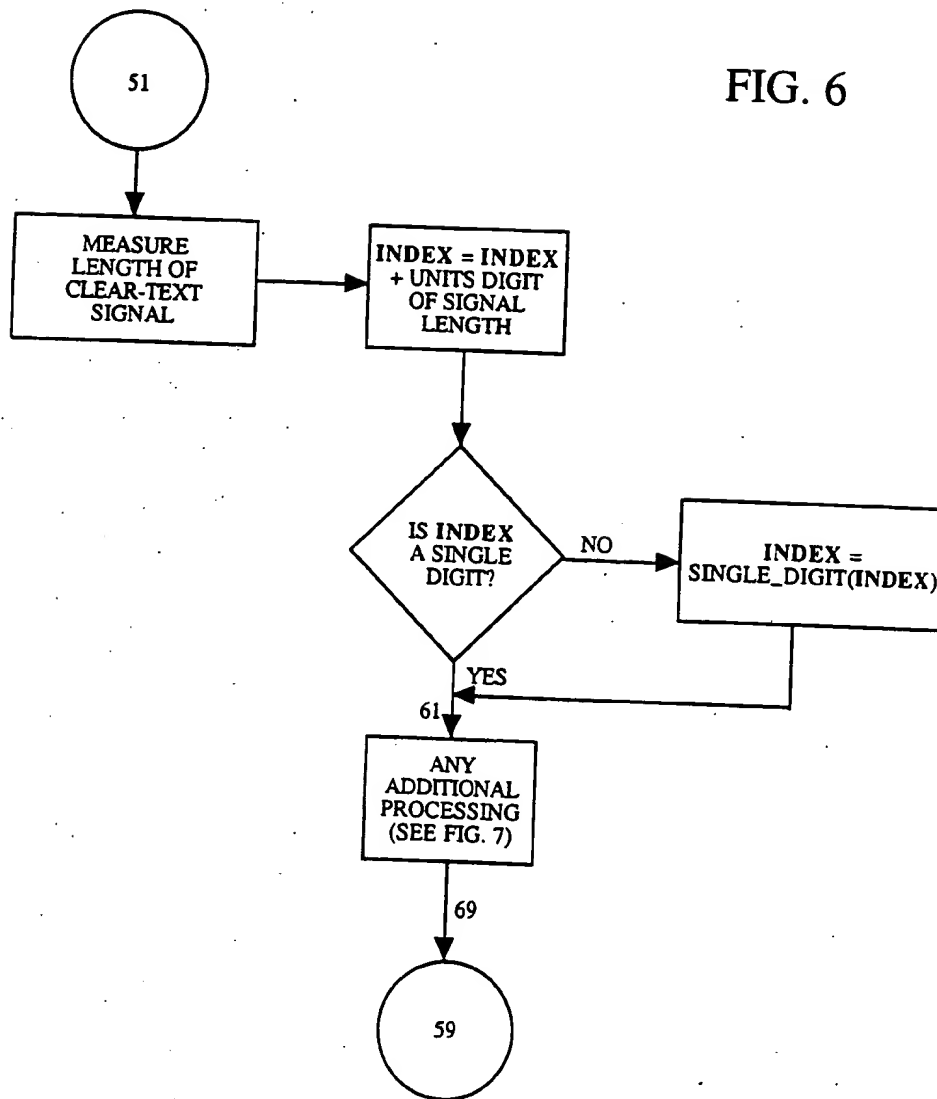 51
FIG. 6
MEASURE
LENGTH OF
CLEAR-TEXT
SIGNAL
INDEX = INDEX
+ UNITS DIGIT
OF SIGNAL
LENGTH
IS INDEX
A SINGLE
DIGIT?
NO
INDEX =
SINGLE_DIGIT(INDEX)
YES
61
ANY
ADDITIONAL
PROCESSING
(SEE FIG. 7)
69
59